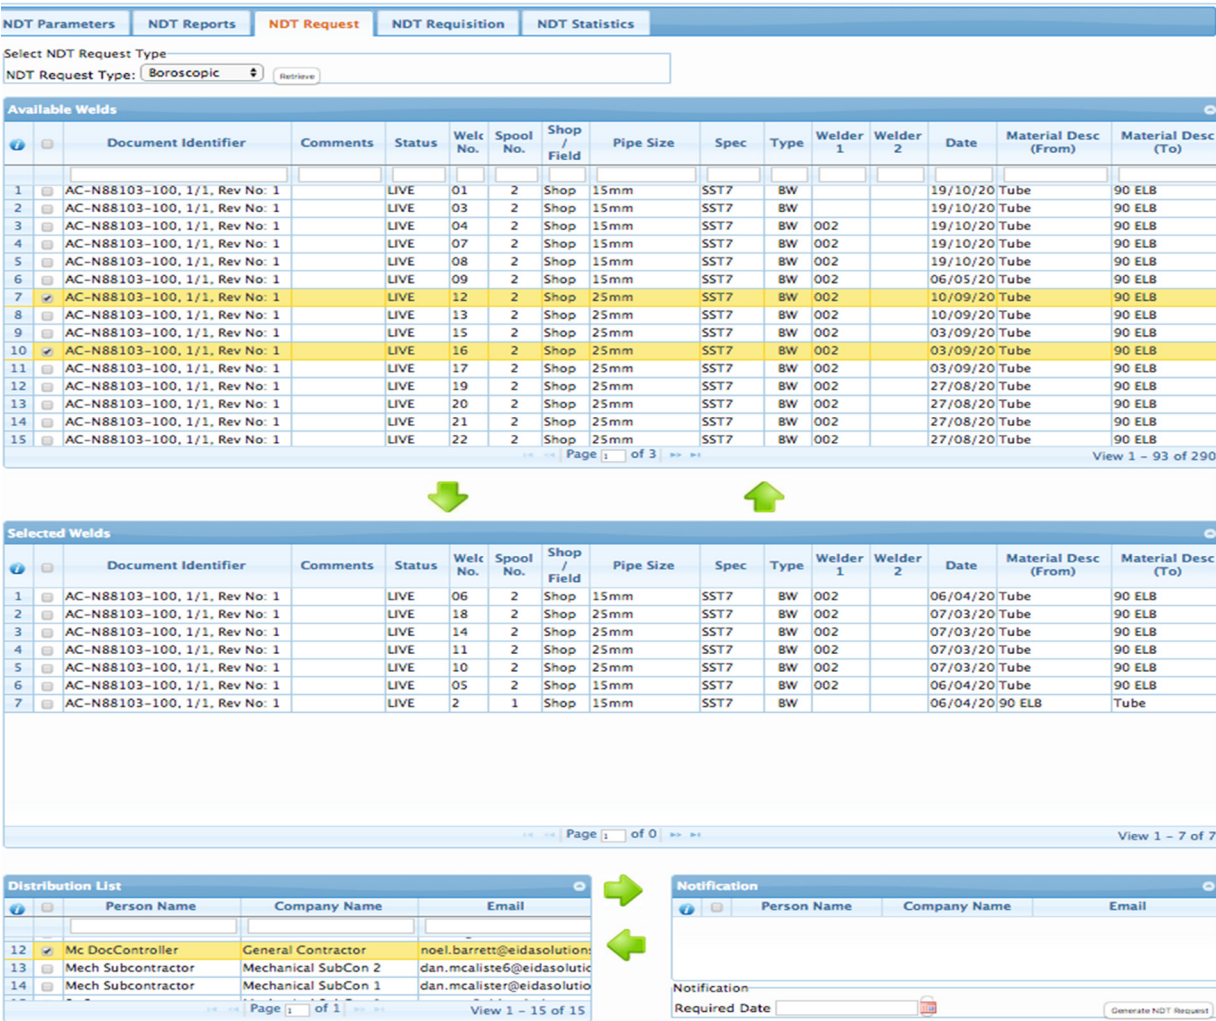 NDT Parameters NDT Reports NDT Request NDT Requisition NDT Statistics
Select NDT Request Type
NDT Request Type: Boroscopic Retrieve
Available Welds
Document Identifier Comments Status Weld No. Spool No. Shop / Field Pipe Size Spec Type Welder 1 Welder 2 Date Material Desc (From) Material Desc (To)
1 AC-N88103-100, 1/1, Rev No: 1 LIVE 01 2 Shop 15mm SST7 BW 19/10/20 Tube 90 ELB
2 AC-N88103-100, 1/1, Rev No: 1 LIVE 03 2 Shop 15mm SST7 BW 19/10/20 Tube 90 ELB
3 AC-N88103-100, 1/1, Rev No: 1 LIVE 04 2 Shop 15mm SST7 BW 002 19/10/20 Tube 90 ELB
4 AC-N88103-100, 1/1, Rev No: 1 LIVE 07 2 Shop 15mm SST7 BW 002 19/10/20 Tube 90 ELB
5 AC-N88103-100, 1/1, Rev No: 1 LIVE 08 2 Shop 15mm SST7 BW 002 19/10/20 Tube 90 ELB
6 AC-N88103-100, 1/1, Rev No: 1 LIVE 09 2 Shop 15mm SST7 BW 002 06/05/20 Tube 90 ELB
7 AC-N88103-100, 1/1, Rev No: 1 LIVE 12 2 Shop 25mm SST7 BW 002 10/09/20 Tube 90 ELB
8 AC-N88103-100, 1/1, Rev No: 1 LIVE 13 2 Shop 25mm SST7 BW 002 10/09/20 Tube 90 ELB
9 AC-N88103-100, 1/1, Rev No: 1 LIVE 15 2 Shop 25mm SST7 BW 002 03/09/20 Tube 90 ELB
10 AC-N88103-100, 1/1, Rev No: 1 LIVE 16 2 Shop 25mm SST7 BW 002 03/09/20 Tube 90 ELB
11 AC-N88103-100, 1/1, Rev No: 1 LIVE 17 2 Shop 25mm SST7 BW 002 03/09/20 Tube 90 ELB
12 AC-N88103-100, 1/1, Rev No: 1 LIVE 19 2 Shop 25mm SST7 BW 002 27/08/20 Tube 90 ELB
13 AC-N88103-100, 1/1, Rev No: 1 LIVE 20 2 Shop 25mm SST7 BW 002 27/08/20 Tube 90 ELB
14 AC-N88103-100, 1/1, Rev No: 1 LIVE 21 2 Shop 25mm SST7 BW 002 27/08/20 Tube 90 ELB
15 AC-N88103-100, 1/1, Rev No: 1 LIVE 22 2 Shop 25mm SST7 BW 002 27/08/20 Tube 90 ELB
Page 1 of 3 View 1 - 93 of 290
Selected Welds
Document Identifier Comments Status Weld No. Spool No. Shop / Field Pipe Size Spec Type Welder 1 Welder 2 Date Material Desc (From) Material Desc (To)
1 AC-N88103-100, 1/1, Rev No: 1 LIVE 06 2 Shop 15mm SST7 BW 002 06/04/20 Tube 90 ELB
2 AC-N88103-100, 1/1, Rev No: 1 LIVE 18 2 Shop 25mm SST7 BW 002 07/03/20 Tube 90 ELB
3 AC-N88103-100, 1/1, Rev No: 1 LIVE 14 2 Shop 25mm SST7 BW 002 07/03/20 Tube 90 ELB
4 AC-N88103-100, 1/1, Rev No: 1 LIVE 11 2 Shop 25mm SST7 BW 002 07/03/20 Tube 90 ELB
5 AC-N88103-100, 1/1, Rev No: 1 LIVE 10 2 Shop 25mm SST7 BW 002 07/03/20 Tube 90 ELB
6 AC-N88103-100, 1/1, Rev No: 1 LIVE 05 2 Shop 15mm SST7 BW 002 06/04/20 Tube 90 ELB
7 AC-N88103-100, 1/1, Rev No: 1 LIVE 2 1 Shop 15mm SST7 BW 06/04/20 90 ELB Tube
Page 1 of 0 View 1 - 7 of 7
Distribution List
Person Name Company Name Email
12 Mc DocController General Contractor noel.barrett@eidasolution
13 Mech Subcontractor Mechanical SubCon 2 dan.mcaliste6@eidasolutic
14 Mech Subcontractor Mechanical SubCon 1 dan.mcalister@eidasolutio
Page 1 of 1 View 1 - 15 of 15
Notification
Person Name Company Name Email
Notification
Required Date Generate NDT Request